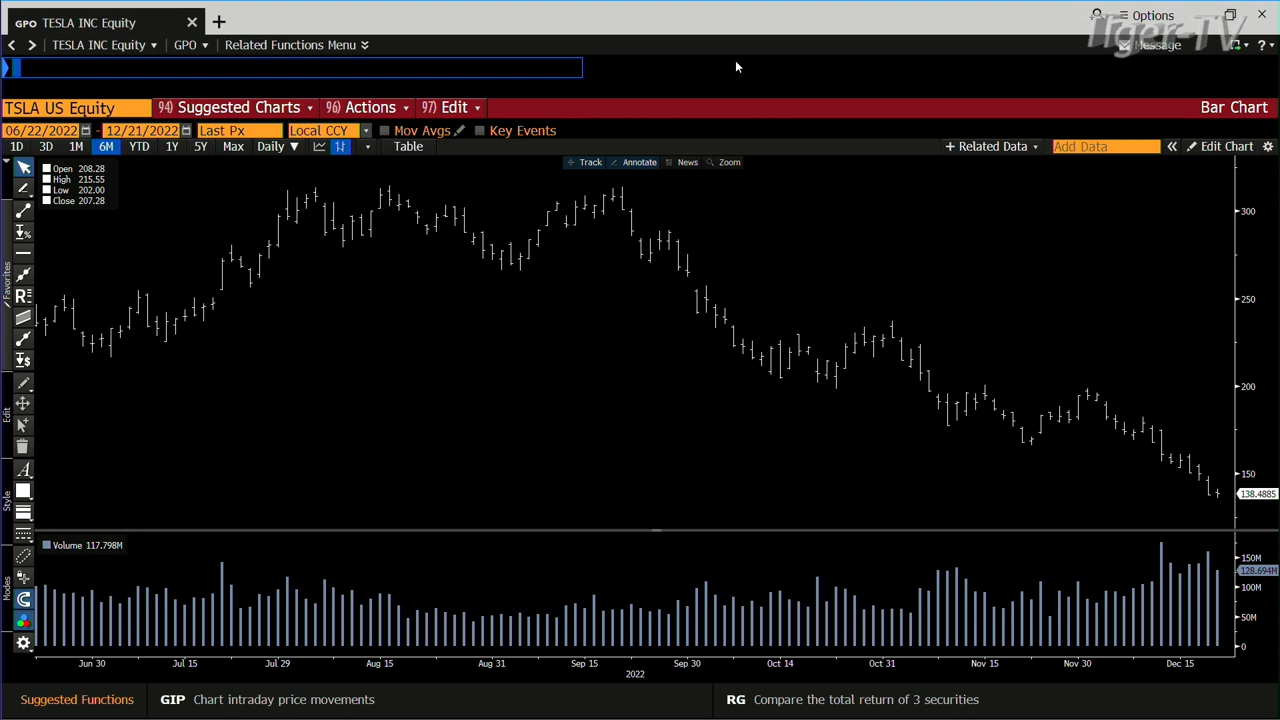 GPO TESLA INC Equity
Options
Tiger-TV
TESLA INC Equity GPO Related Functions Menu
Message
TSLA US Equity 94) Suggested Charts 96) Actions 97) Edit Bar Chart
06/22/2022 - 12/21/2022 Last Px Local CCY Mov Avgs Key Events
1D 3D 1M 6M YTD 1Y 5Y Max Daily ▼ Table + Related Data Add Data Edit Chart
Track Annotate News Zoom
Open 208.28
High 215.55
Low 202.00
Close 207.28
300
250
200
150
138.4885
Favorites
Edit
Style
Modes
Volume 117.798M
150M
128.694M
100M
50M
0
Jun 30 Jul 15 Jul 29 Aug 15 Aug 31 Sep 15 Sep 30 Oct 14 Oct 31 Nov 15 Nov 30 Dec 15
2022
Suggested Functions GIP Chart intraday price movements RG Compare the total return of 3 securities